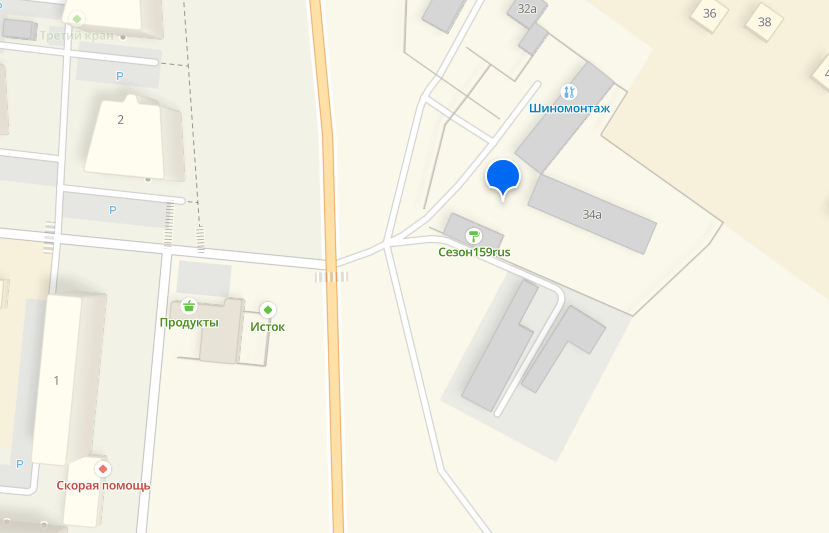 32а
36
38
Третий кран
P
Шиномонтаж
2
P
34а
Сезон159rus
Продукты
Исток
1
P
Скорая помощь